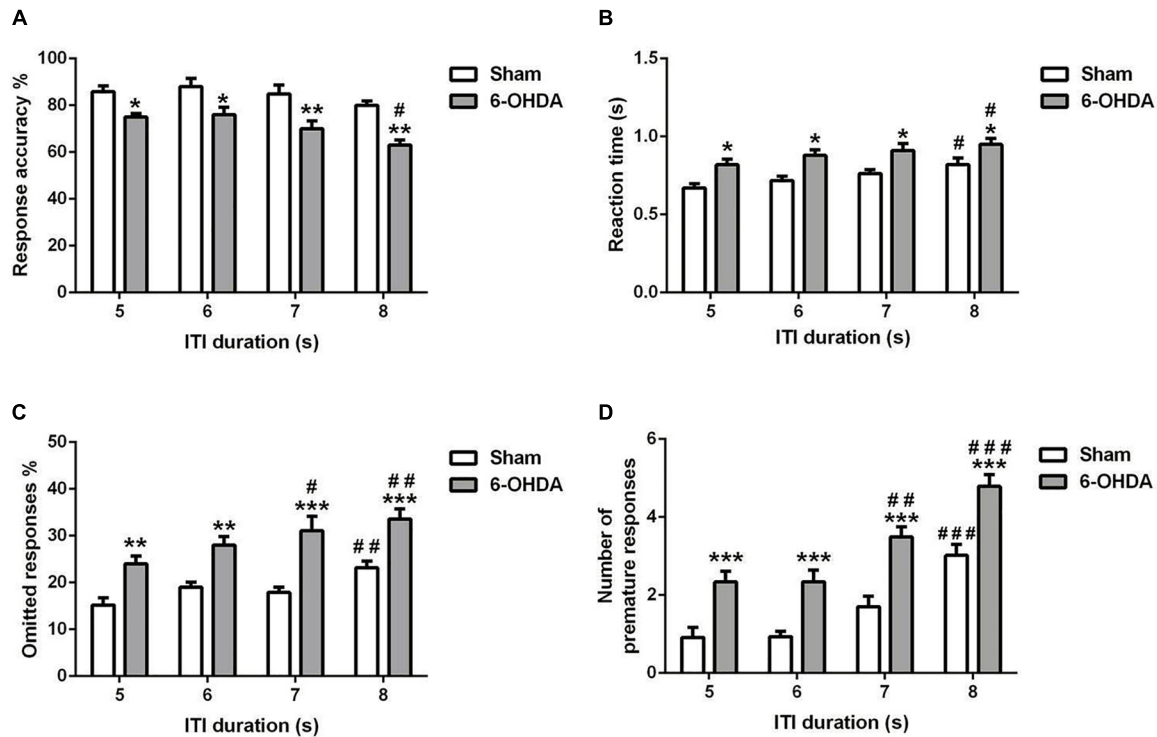 A
100
80
60
40
20
0
Response accuracy %
* * ** #
**
5 6 7 8
ITI duration (s)
Sham
6-OHDA
B
1.5
1.0
0.5
0.0
Reaction time (s)
* * * # #
*
5 6 7 8
ITI duration (s)
Sham
6-OHDA
C
50
40
30
20
10
0
Omitted responses %
** ** #
*** ## ##
***
5 6 7 8
ITI duration (s)
Sham
6-OHDA
D
6
4
2
0
Number of
premature responses
*** *** ##
*** ### ###
***
5 6 7 8
ITI duration (s)
Sham
6-OHDA